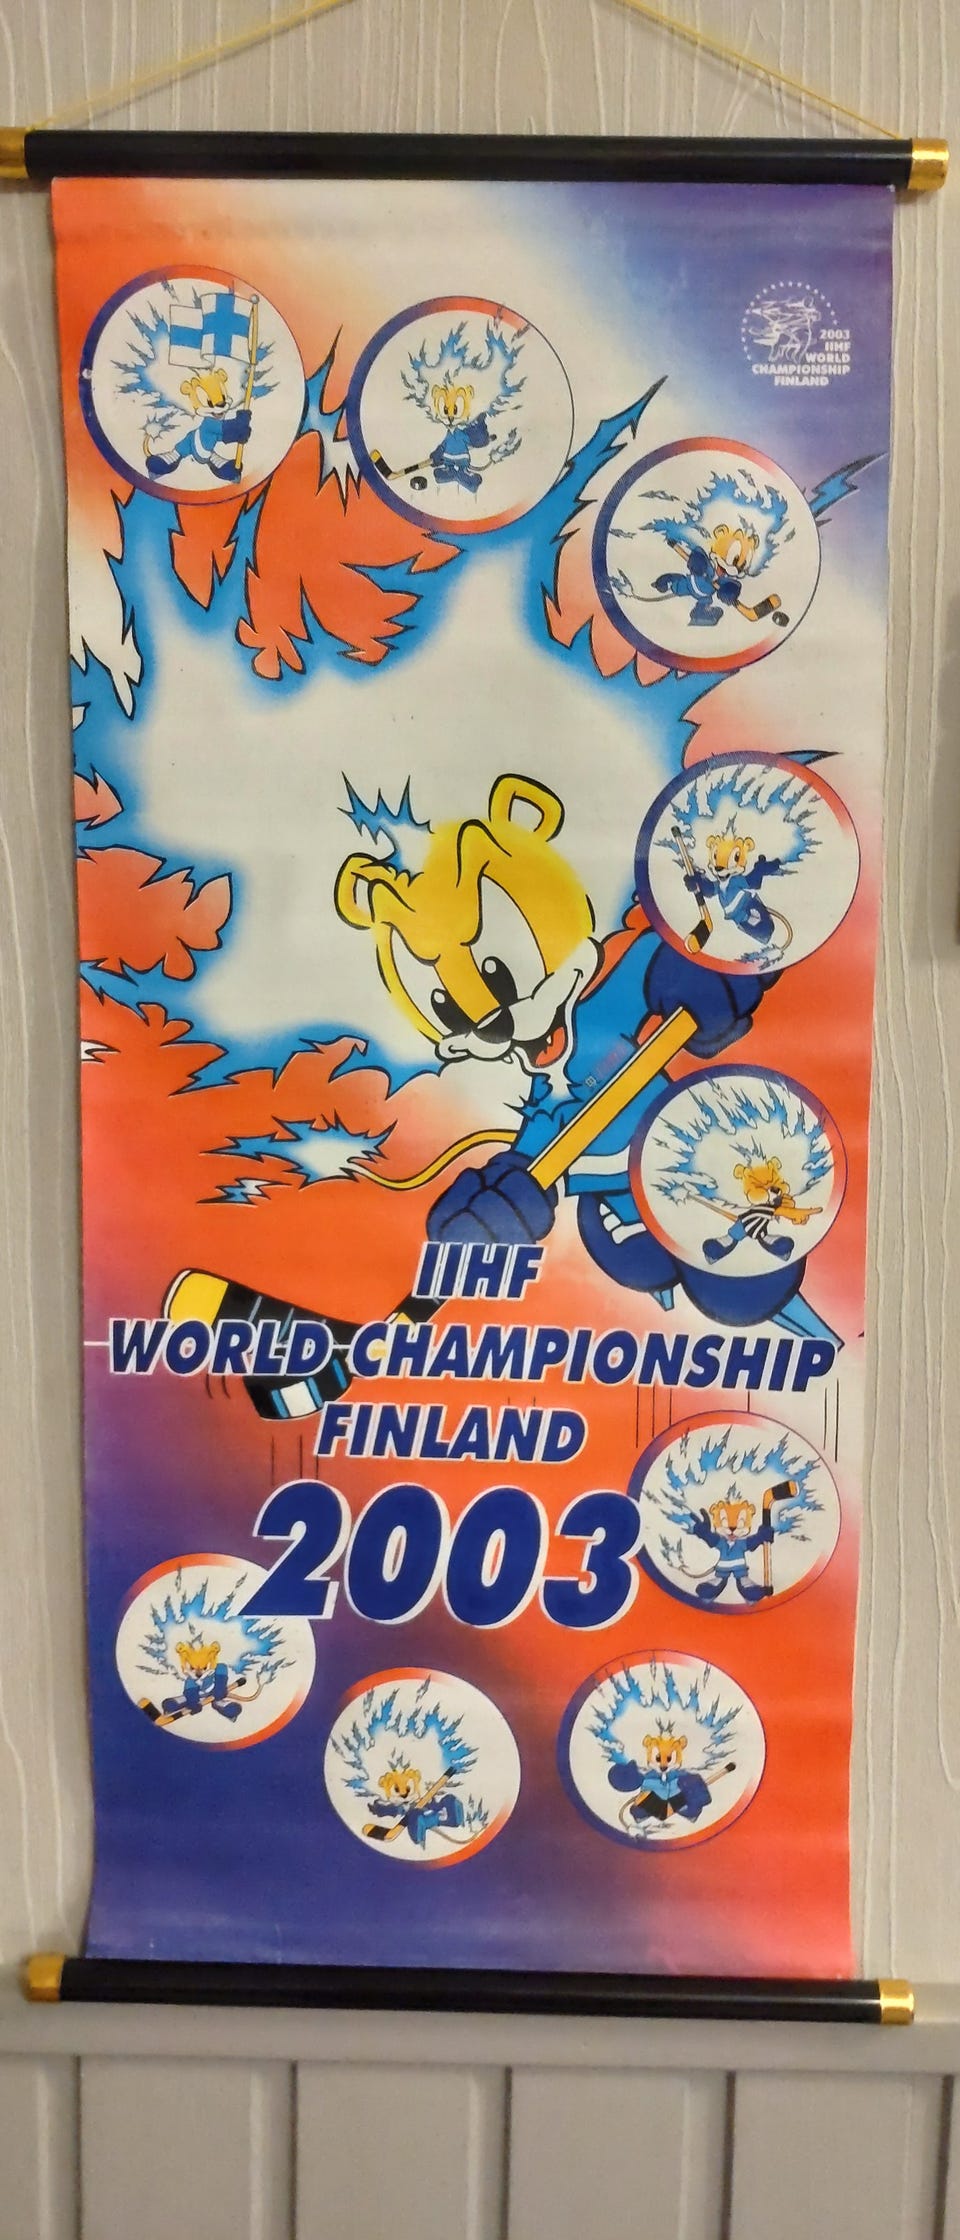 2003
IIHF
WORLD
CHAMPIONSHIP
FINLAND
IIHF
WORLD CHAMPIONSHIP
FINLAND
2003